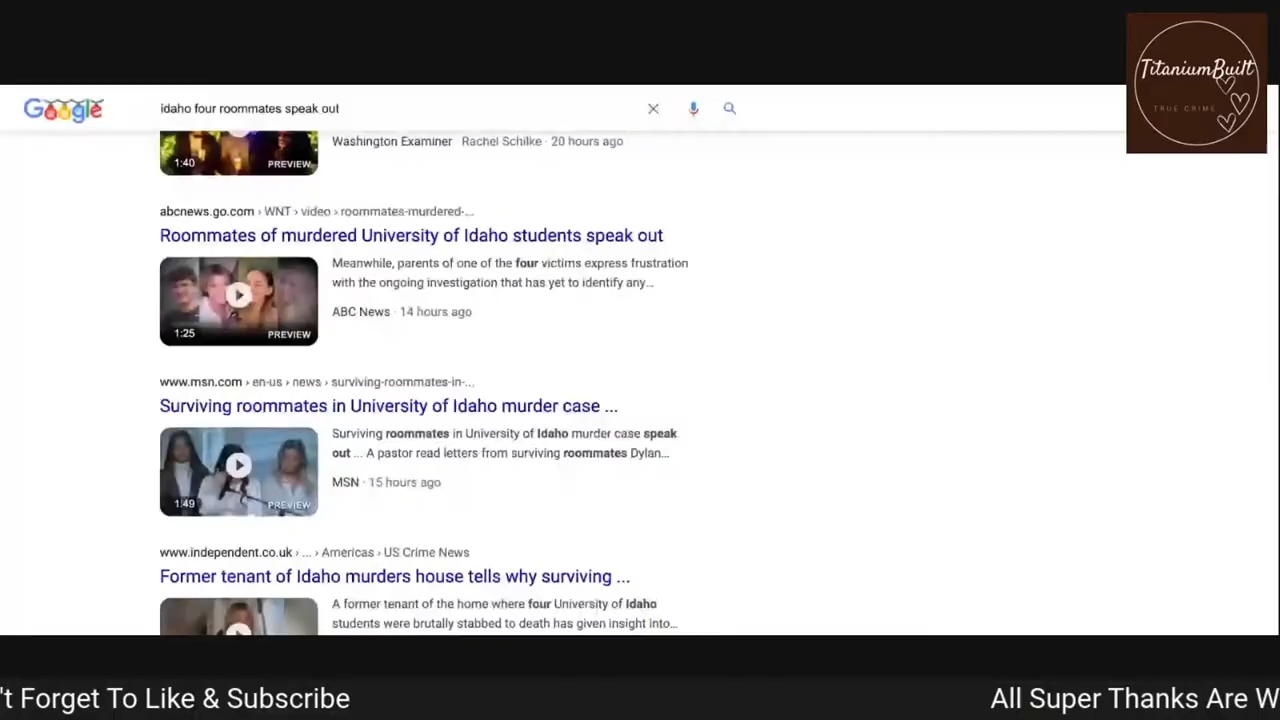 TitaniumBuilt
TRUE CRIME
Google
idaho four roommates speak out
1:40
PREVIEW
Washington Examiner Rachel Schilke · 20 hours ago
abcnews.go.com › WNT › video › roommates-murdered-...
Roommates of murdered University of Idaho students speak out
1:25
PREVIEW
Meanwhile, parents of one of the four victims express frustration
with the ongoing investigation that has yet to identify any...
ABC News · 14 hours ago
www.msn.com › en-us › news › surviving-roommates-in-...
Surviving roommates in University of Idaho murder case ...
1:49
PREVIEW
Surviving roommates in University of Idaho murder case speak
out ... A pastor read letters from surviving roommates Dylan...
MSN · 15 hours ago
www.independent.co.uk › ... › Americas › US Crime News
Former tenant of Idaho murders house tells why surviving ...
A former tenant of the home where four University of Idaho
students were brutally stabbed to death has given insight into...
't Forget To Like & Subscribe
All Super Thanks Are W